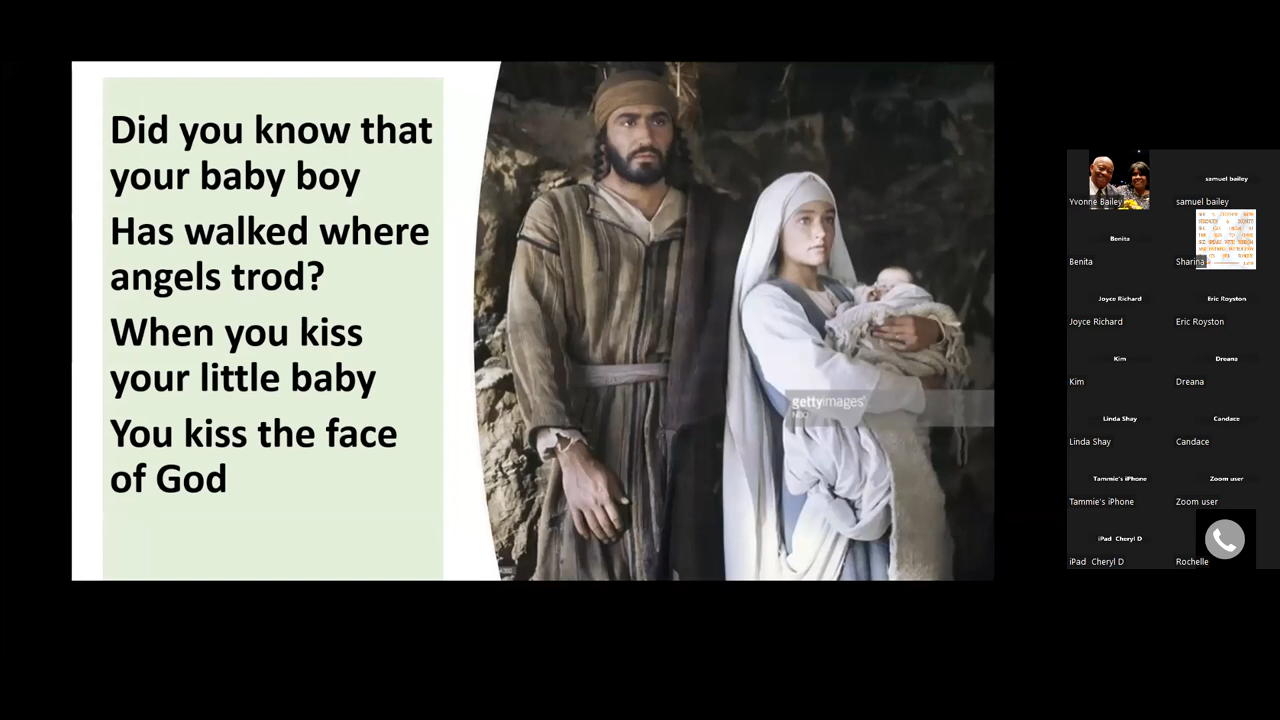 Did you know that
your baby boy
Has walked where
angels trod?
When you kiss
your little baby
You kiss the face
of God
gettyimages
NBC
Yvonne Bailey
samuel bailey
samuel bailey
Benita
Benita
Sharina
Joyce Richard
Joyce Richard
Eric Royston
Eric Royston
Kim
Kim
Dreana
Dreana
Linda Shay
Linda Shay
Candace
Candace
Tammie's iPhone
Tammie's iPhone
Zoom user
Zoom user
iPad Cheryl D
iPad Cheryl D
Rochelle